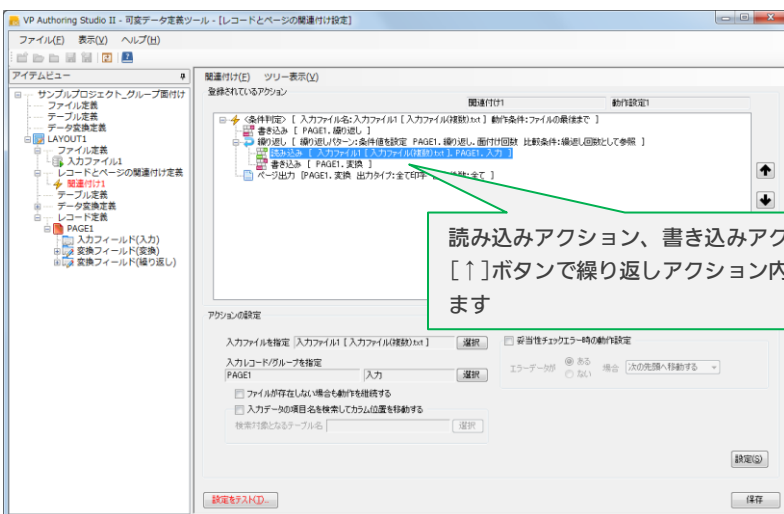 VP Authoring Studio II - 可変データ定義ツール - [レコードとページの関連付け設定]
ファイル(F) 表示(V) ヘルプ(H)
アイテムビュー
サンプルプロジェクト_グループ面付け
ファイル定義
テーブル定義
データ変換定義
LAYOUT1
ファイル定義
入力ファイル1
レコードとページの関連付け定義
関連付け1
テーブル定義
データ変換定義
レコード定義
PAGE1
入力フィールド(入力)
変換フィールド(変換)
変換フィールド(繰り返し)
関連付け(E) ツリー表示(V)
登録されているアクション
関連付け1 動作設定1
<条件判定> [ 入力ファイル名:入力ファイル1 [ 入力ファイル(複数).txt ] 動作条件:ファイルの最後まで ]
書き込み [ PAGE1.繰り返し ]
繰り返し [ 繰り返しパターン:条件値を設定 PAGE1.繰り返し.面付け回数 比較条件:繰返し回数として参照 ]
読み込み [ 入力ファイル1 [ 入力ファイル(複数).txt ], PAGE1.入力 ]
書き込み [ PAGE1.変換 ]
ページ出力 [PAGE1.変換 出力タイプ:全て印字 :全て ]
読み込みアクション、書き込みアク
[↑]ボタンで繰り返しアクション内
ます
アクションの設定
入力ファイルを指定 入力ファイル1 [ 入力ファイル(複数).txt ] 選択
入力レコード/グループを指定
PAGE1 入力 選択
ファイルが存在しない場合も動作を継続する
入力データの項目名を検索してカラム位置を移動する
検索対象となるテーブル名 選択
妥当性チェックエラー時の動作設定
エラーデータが ある ない 場合 次の先頭へ移動する
設定(S)
設定をテスト(T)... 保存